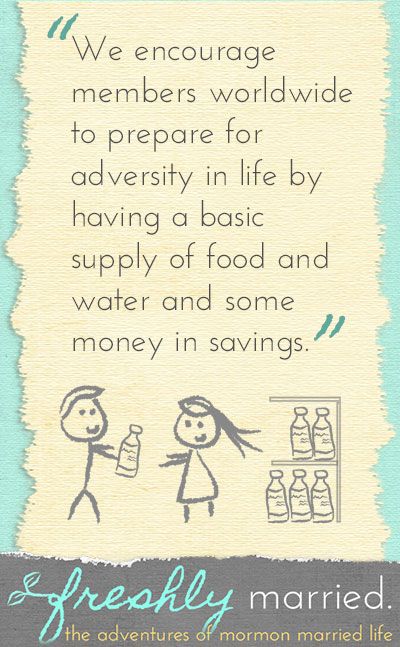 "We encourage
members worldwide
to prepare for
adversity in life by
having a basic
supply of food and
water and some
money in savings."
freshly married.
the adventures of mormon married life